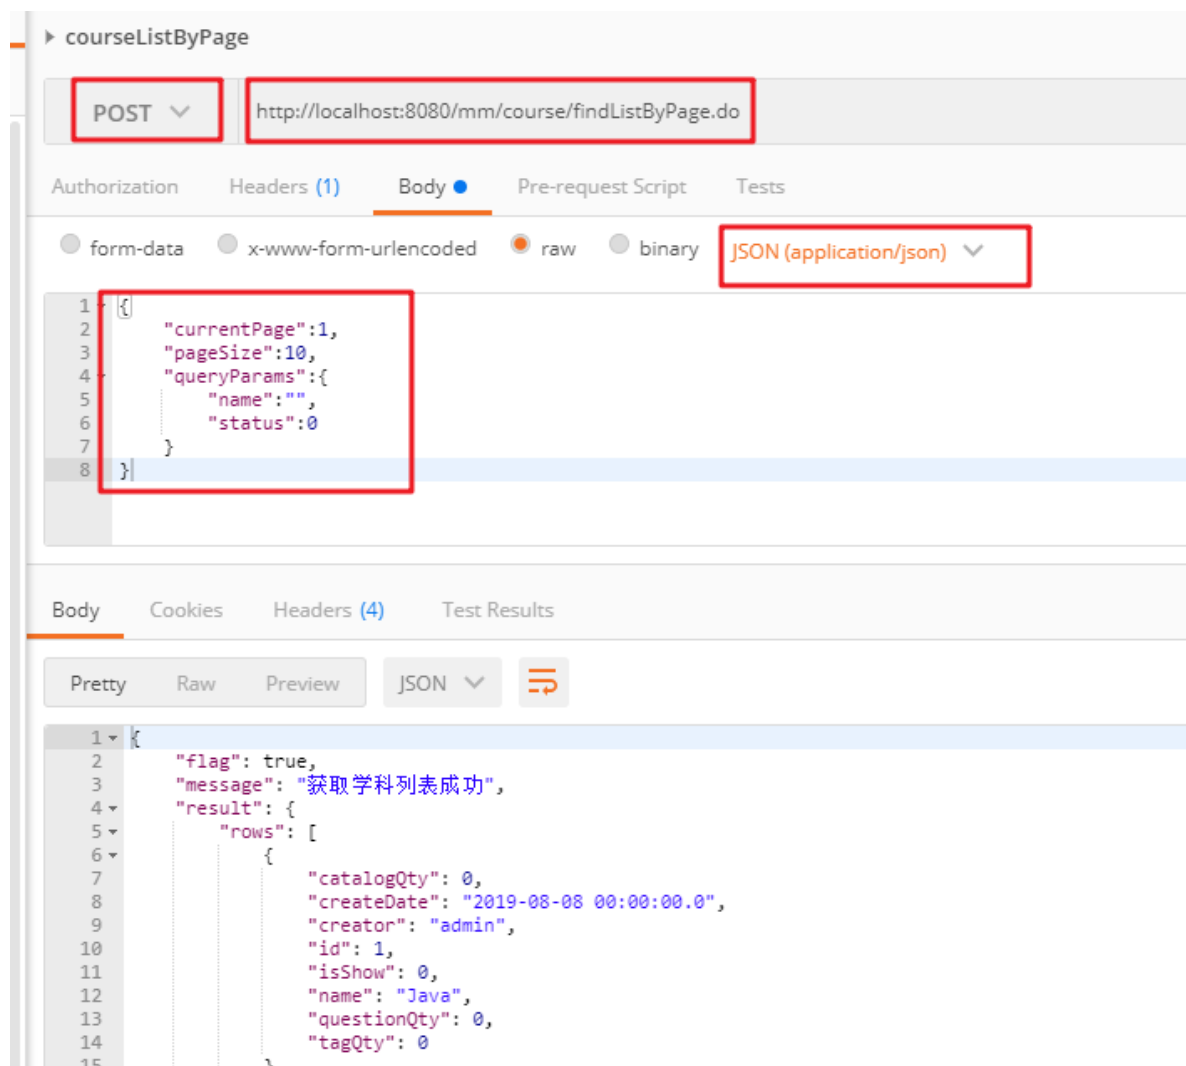 courseListByPage
POST http://localhost:8080/mm/course/findListByPage.do
Authorization Headers (1) Body Pre-request Script Tests
form-data x-www-form-urlencoded raw binary JSON (application/json)
1 {
2 "currentPage":1,
3 "pageSize":10,
4 "queryParams":{
5 "name":"",
6 "status":0
7 }
8 }
Body Cookies Headers (4) Test Results
Pretty Raw Preview JSON
1 {
2 "flag": true,
3 "message": "获取学科列表成功",
4 "result": {
5 "rows": [
6 {
7 "catalogQty": 0,
8 "createDate": "2019-08-08 00:00:00.0",
9 "creator": "admin",
10 "id": 1,
11 "isShow": 0,
12 "name": "Java",
13 "questionQty": 0,
14 "tagQty": 0
15 }